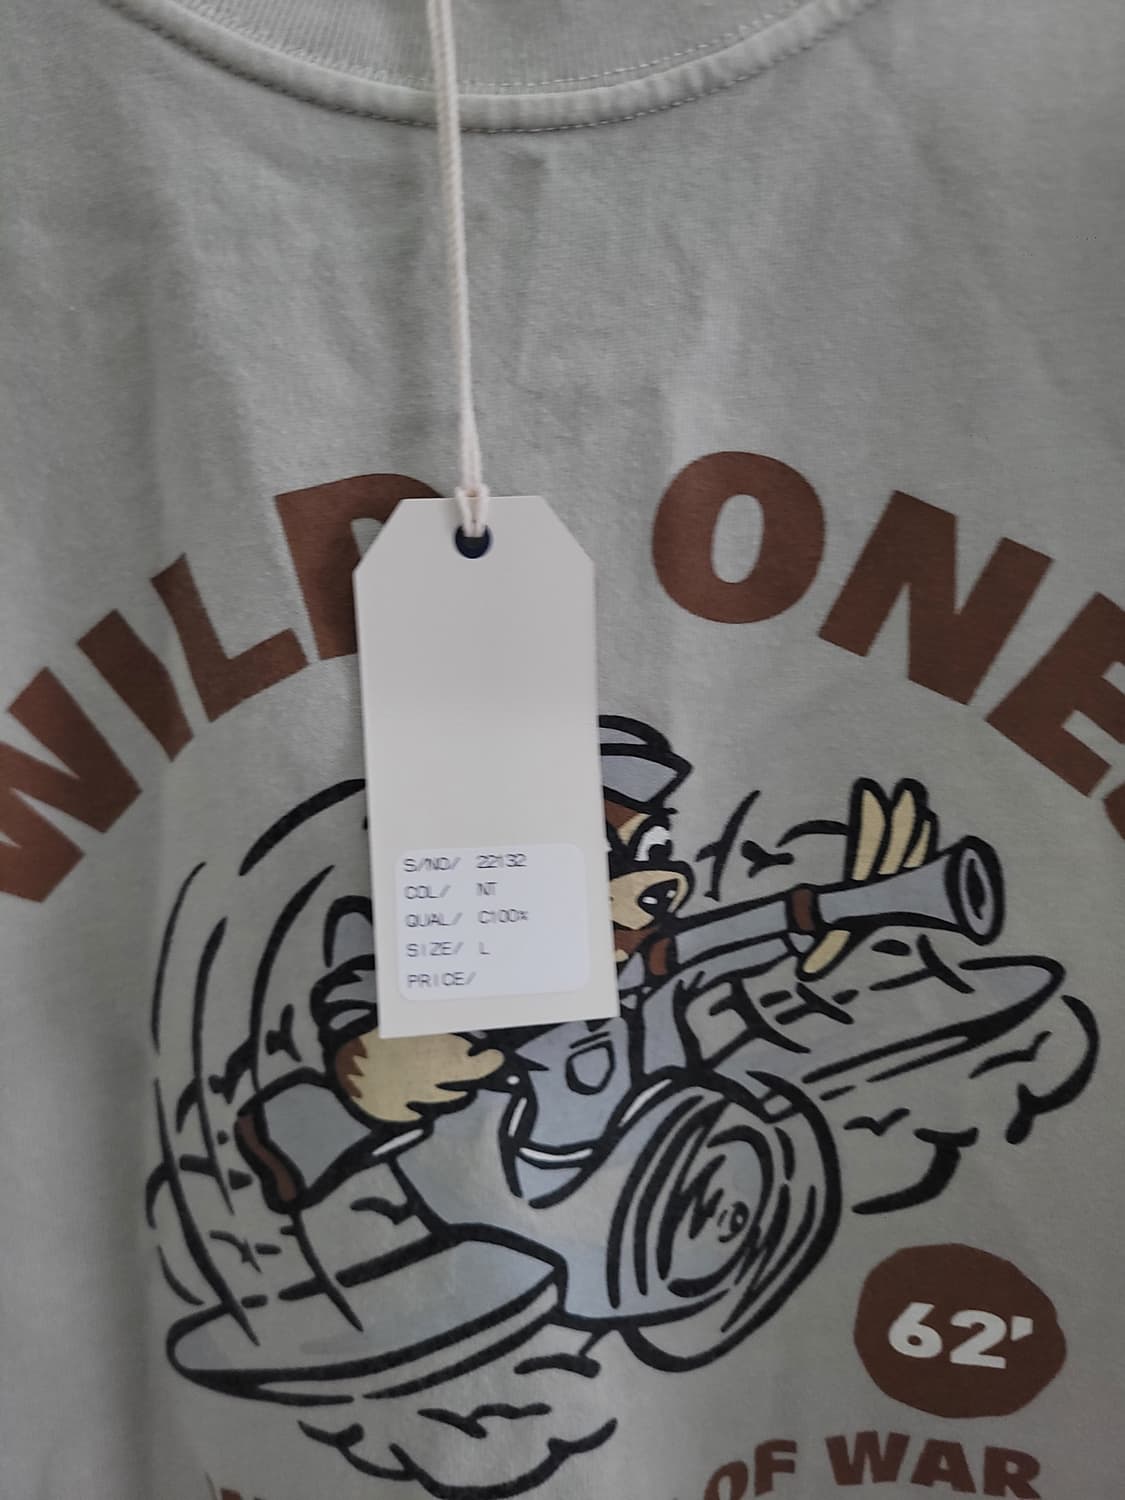 WILD ONE
S/NO/ 22132
COL/ NT
QUAL/ C100%
SIZE/ L
PRICE/
62'
OF WAR